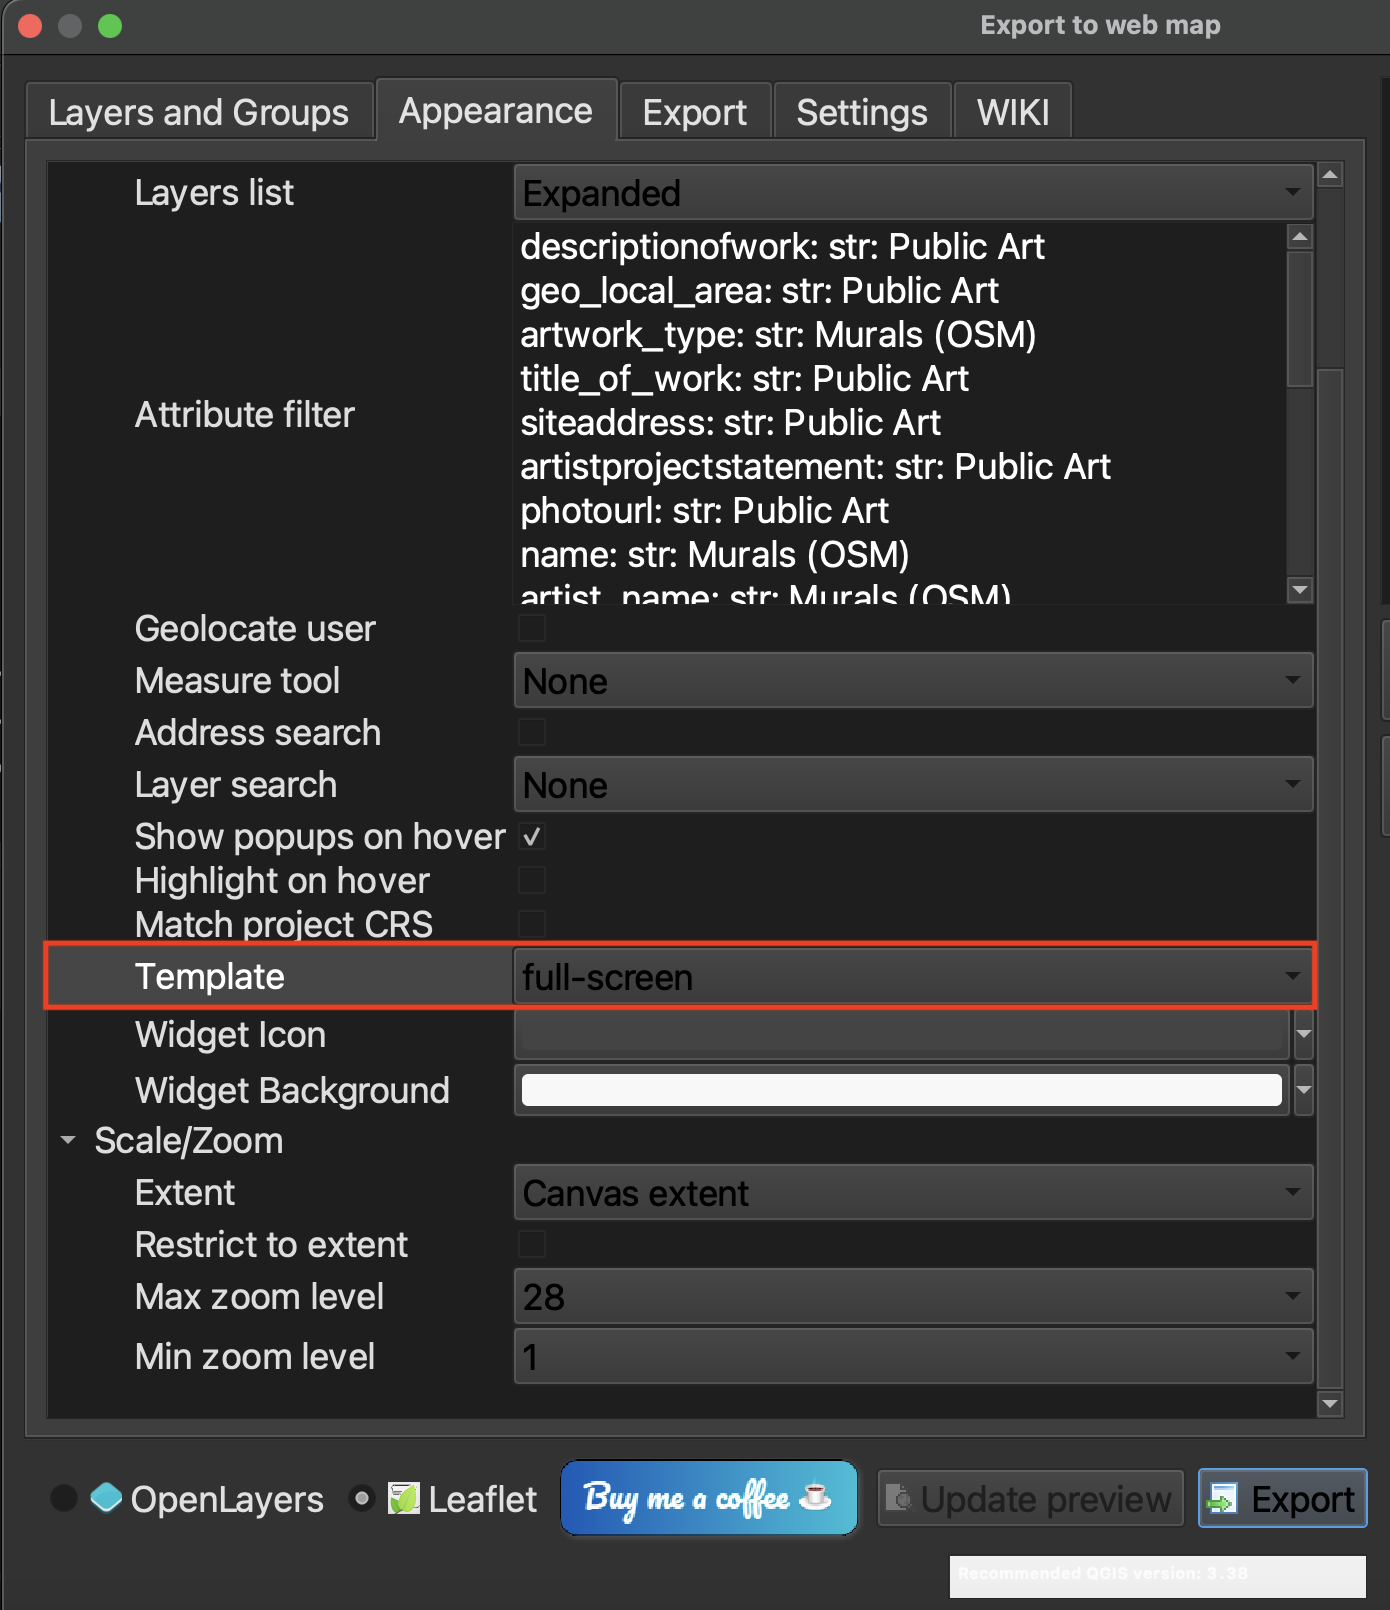 Export to web map
Layers and Groups Appearance Export Settings WIKI
Layers list Expanded
descriptionofwork: str: Public Art
geo_local_area: str: Public Art
artwork_type: str: Murals (OSM)
title_of_work: str: Public Art
Attribute filter
siteaddress: str: Public Art
artistprojectstatement: str: Public Art
photourl: str: Public Art
name: str: Murals (OSM)
artist_name: str: Murals (OSM)
Geolocate user
Measure tool None
Address search
Layer search None
Show popups on hover
Highlight on hover
Match project CRS
Template full-screen
Widget Icon
Widget Background
Scale/Zoom
Extent Canvas extent
Restrict to extent
Max zoom level 28
Min zoom level 1
OpenLayers Leaflet Buy me a coffee Update preview Export
Recommended QGIS version: 3.38